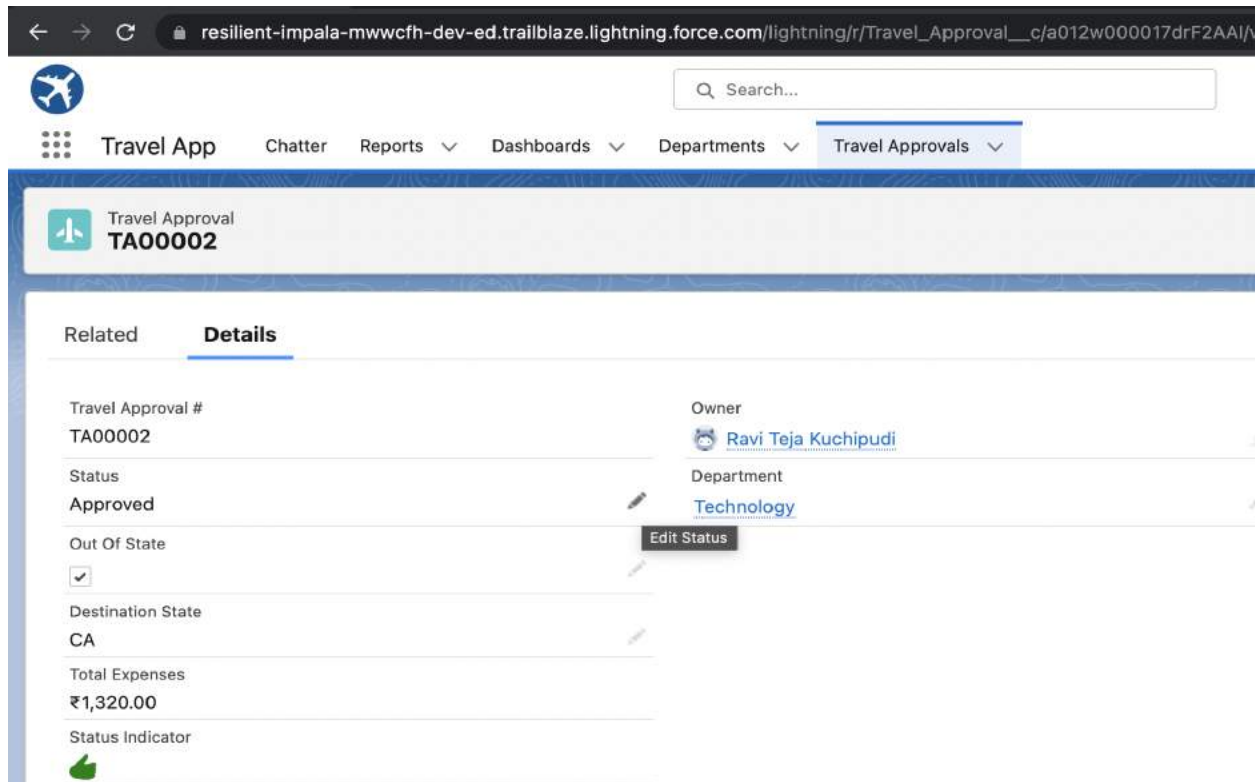 resilient-impala-mwwcfh-dev-ed.trailblaze.lightning.force.com/lightning/r/Travel_Approval__c/a012w000017drF2AAI/v
Search...
Travel App Chatter Reports Dashboards Departments Travel Approvals
Travel Approval
TA00002
Related Details
Travel Approval #
TA00002
Status
Approved
Out Of State
Destination State
CA
Total Expenses
₹1,320.00
Status Indicator
Owner
Ravi Teja Kuchipudi
Department
Technology
Edit Status